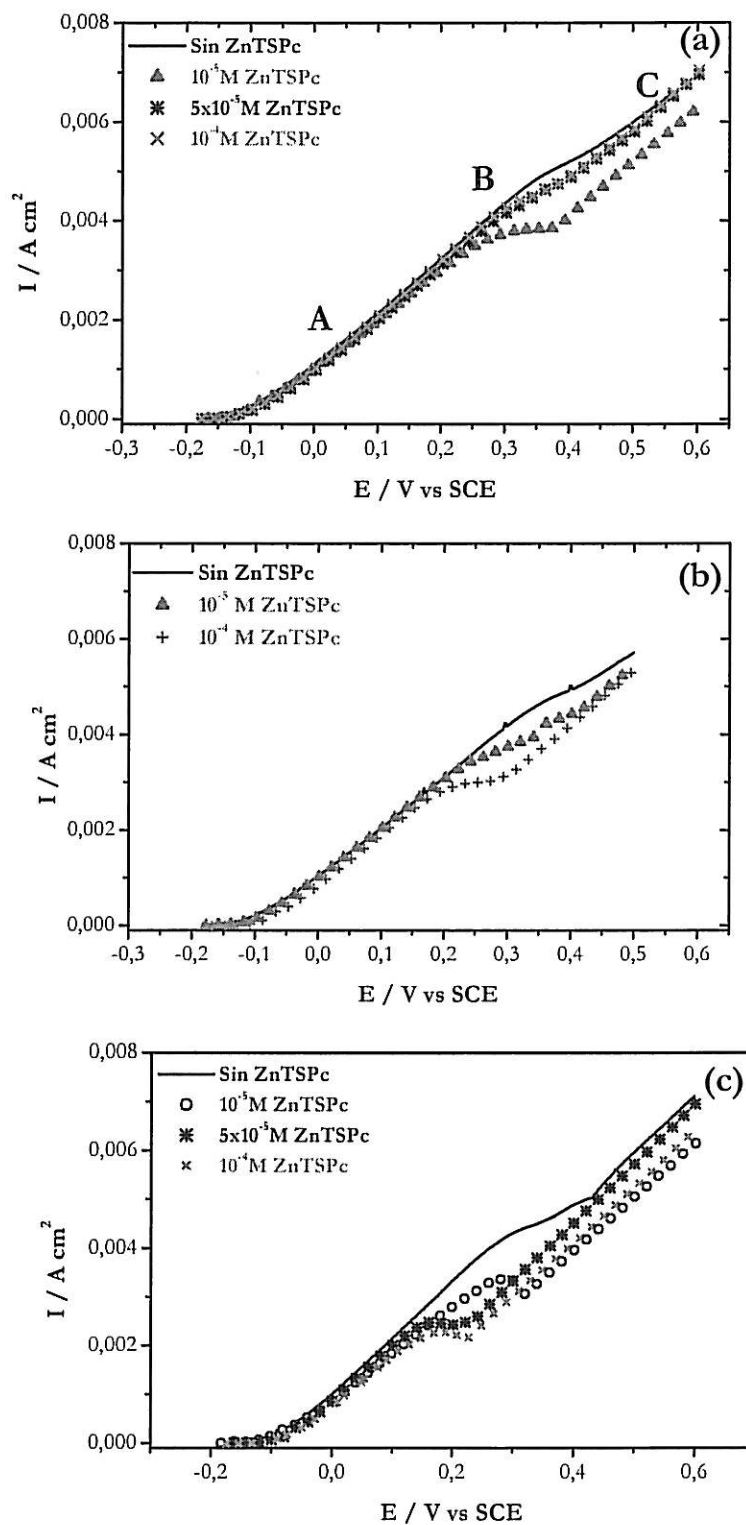 0,008
(a)
Sin ZnTSPc
10⁻⁵M ZnTSPc
5x10⁻⁵M ZnTSPc
10⁻⁴M ZnTSPc
C
0,006
B
0,004
I / A cm²
A
0,002
0,000
-0,3 -0,2 -0,1 0,0 0,1 0,2 0,3 0,4 0,5 0,6
E / V vs SCE
0,008
(b)
Sin ZnTSPc
10⁻⁵ M ZnTSPc
10⁻⁴ M ZnTSPc
0,006
0,004
I / A cm²
0,002
0,000
-0,3 -0,2 -0,1 0,0 0,1 0,2 0,3 0,4 0,5 0,6
E / V vs SCE
0,008
(c)
Sin ZnTSPc
10⁻⁵M ZnTSPc
5x10⁻⁵M ZnTSPc
10⁻⁴M ZnTSPc
0,006
0,004
I / A cm²
0,002
0,000
-0,2 0,0 0,2 0,4 0,6
E / V vs SCE